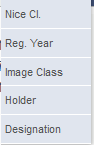 Nice Cl.
Reg. Year
Image Class
Holder
Designation